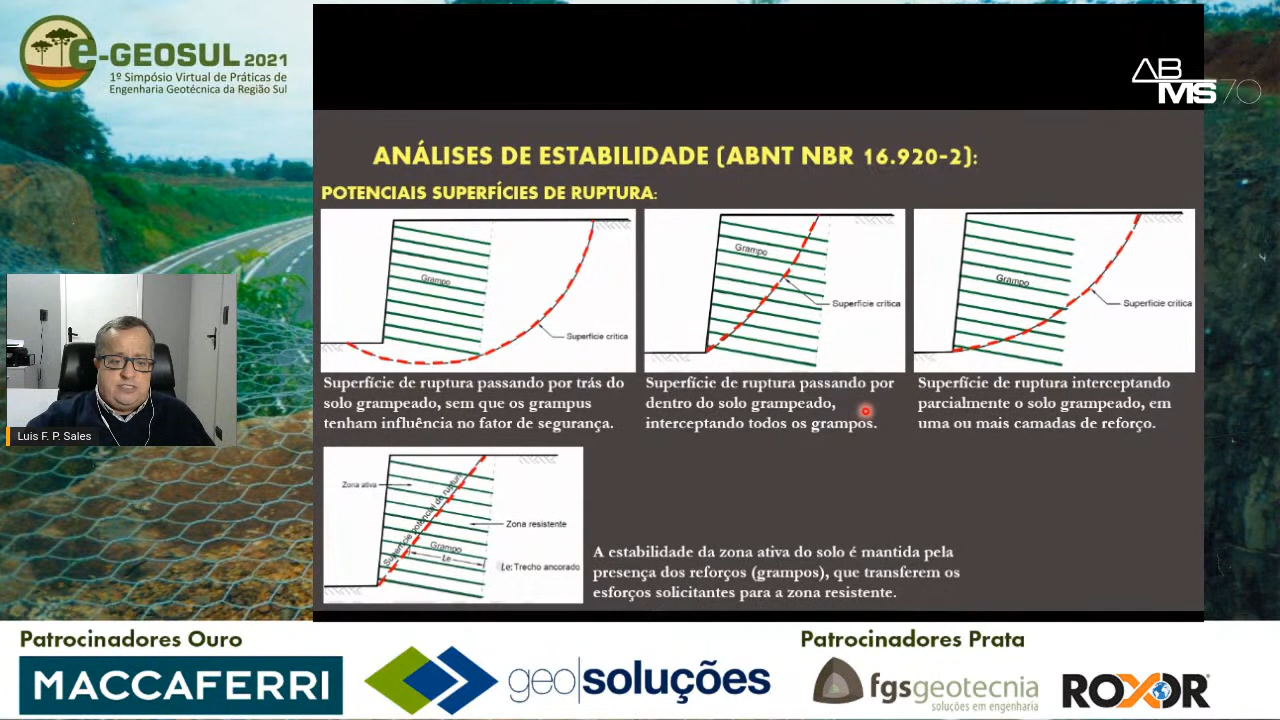 e-GEOSUL 2021
1º Simpósio Virtual de Práticas de
Engenharia Geotécnica da Região Sul
ABMS70
ANÁLISES DE ESTABILIDADE (ABNT NBR 16.920-2):
POTENCIAIS SUPERFÍCIES DE RUPTURA:
Grampo
Superfície crítica
Grampo
Superfície crítica
Grampo
Superfície crítica
Superfície de ruptura passando por trás do
solo grampeado, sem que os grampus
tenham influência no fator de segurança.
Superfície de ruptura passando por
dentro do solo grampeado,
interceptando todos os grampos.
Superfície de ruptura interceptando
parcialmente o solo grampeado, em
uma ou mais camadas de reforço.
Luis F. P. Sales
Zona ativa
Superfície potencial de ruptura
Zona resistente
Grampo
Le
Le: Trecho ancorado
A estabilidade da zona ativa do solo é mantida pela
presença dos reforços (grampos), que transferem os
esforços solicitantes para a zona resistente.
Patrocinadores Ouro
Patrocinadores Prata
MACCAFERRI
geo|soluções
fgsgeotecnia
soluções em engenharia
ROXOR